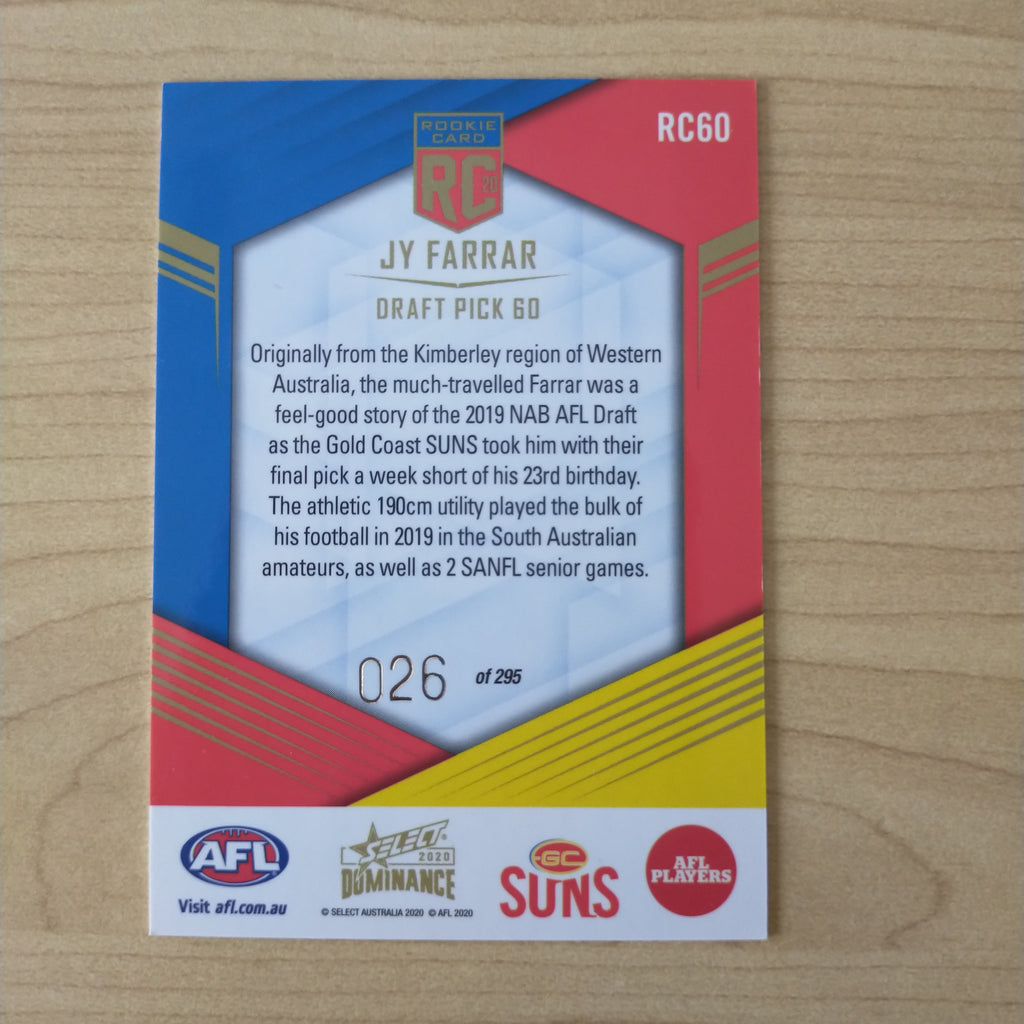 ROOKIE
CARD
RC
20
RC60
JY FARRAR
DRAFT PICK 60
Originally from the Kimberley region of Western
Australia, the much-travelled Farrar was a
feel-good story of the 2019 NAB AFL Draft
as the Gold Coast SUNS took him with their
final pick a week short of his 23rd birthday.
The athletic 190cm utility played the bulk of
his football in 2019 in the South Australian
amateurs, as well as 2 SANFL senior games.
026 of 295
AFL
Visit afl.com.au
SELECT
2020
DOMINANCE
© SELECT AUSTRALIA 2020 © AFL 2020
GC
SUNS
AFL
PLAYERS